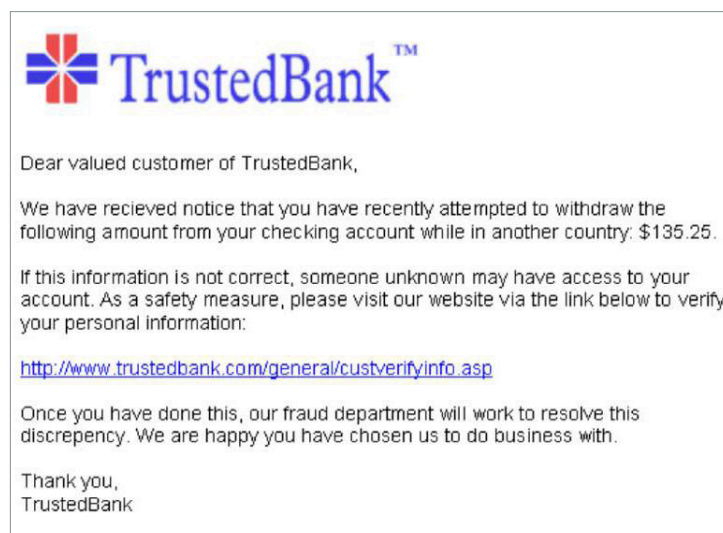 TrustedBank™
Dear valued customer of TrustedBank,
We have recieved notice that you have recently attempted to withdraw the
following amount from your checking account while in another country: $135.25.
If this information is not correct, someone unknown may have access to your
account. As a safety measure, please visit our website via the link below to verify
your personal information:
http://www.trustedbank.com/general/custverifyinfo.asp
Once you have done this, our fraud department will work to resolve this
discrepency. We are happy you have chosen us to do business with.
Thank you,
TrustedBank